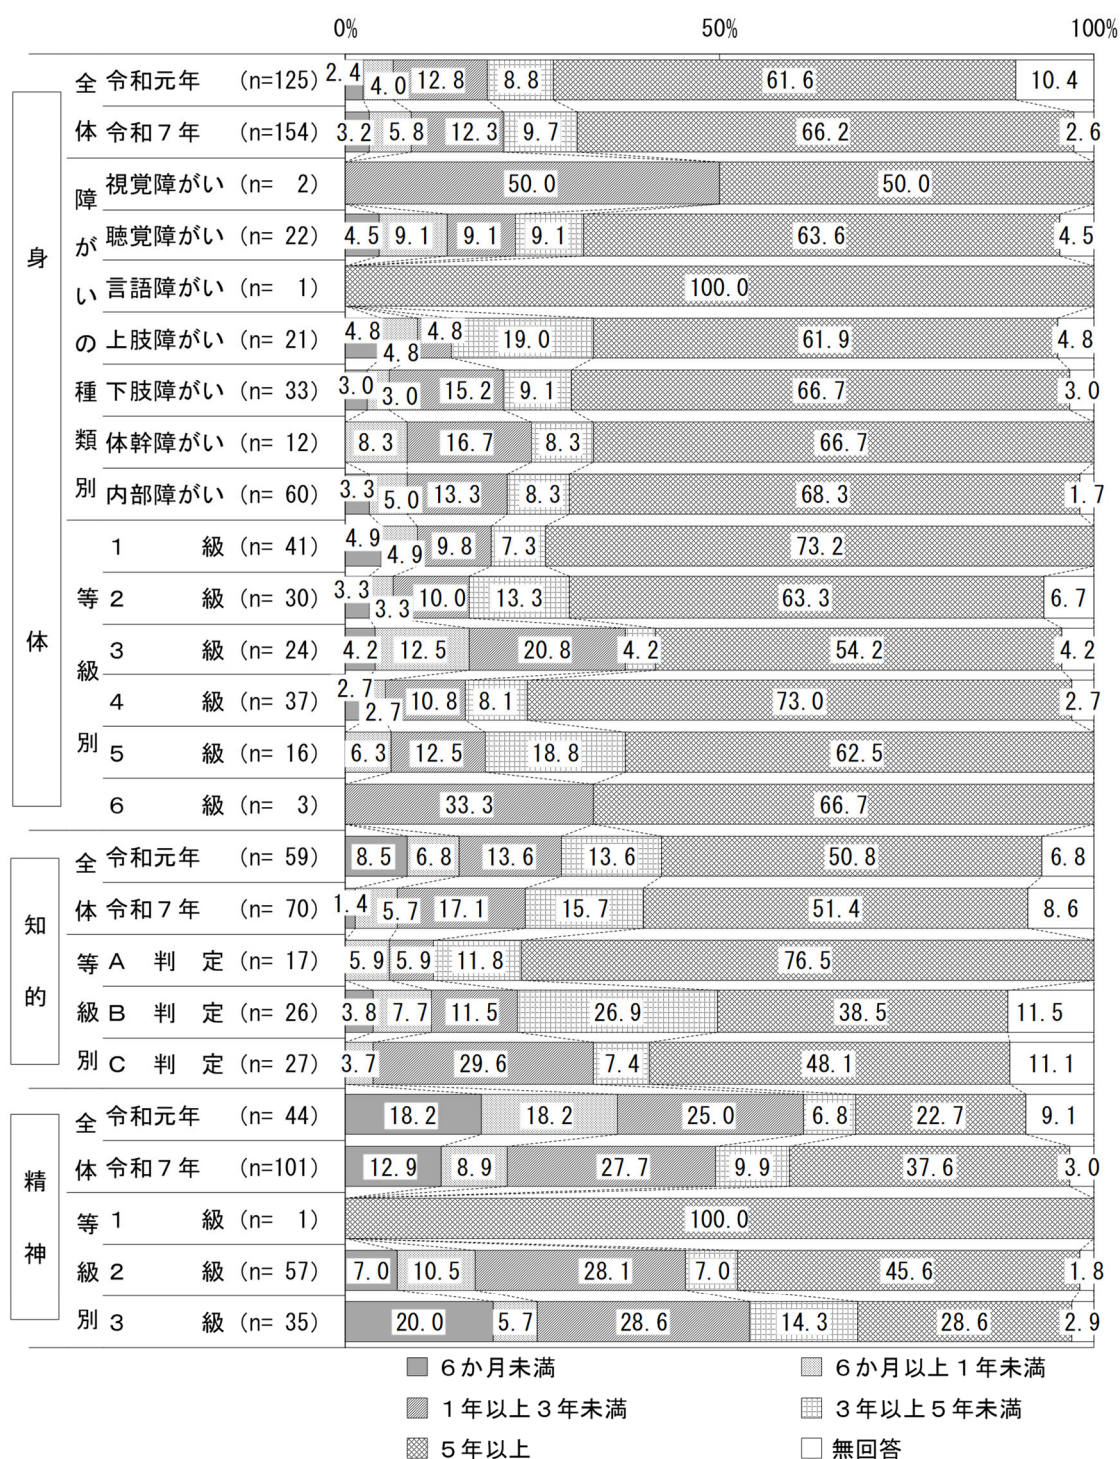 0% 50% 100%
身体
全体
令和元年 (n=125) 2.4 4.0 12.8 8.8 61.6 10.4
令和７年 (n=154) 3.2 5.8 12.3 9.7 66.2 2.6
障がいの種類別
視覚障がい (n= 2) 50.0 50.0
聴覚障がい (n= 22) 4.5 9.1 9.1 9.1 63.6 4.5
言語障がい (n= 1) 100.0
上肢障がい (n= 21) 4.8 4.8 4.8 19.0 61.9 4.8
下肢障がい (n= 33) 3.0 3.0 15.2 9.1 66.7 3.0
体幹障がい (n= 12) 8.3 16.7 8.3 66.7
内部障がい (n= 60) 3.3 5.0 13.3 8.3 68.3 1.7
等級別
１級 (n= 41) 4.9 4.9 9.8 7.3 73.2
２級 (n= 30) 3.3 3.3 10.0 13.3 63.3 6.7
３級 (n= 24) 4.2 12.5 20.8 4.2 54.2 4.2
４級 (n= 37) 2.7 2.7 10.8 8.1 73.0 2.7
５級 (n= 16) 6.3 12.5 18.8 62.5
６級 (n= 3) 33.3 66.7
知的
全体
令和元年 (n= 59) 8.5 6.8 13.6 13.6 50.8 6.8
令和７年 (n= 70) 1.4 5.7 17.1 15.7 51.4 8.6
等級別
Ａ判定 (n= 17) 5.9 5.9 11.8 76.5
Ｂ判定 (n= 26) 3.8 7.7 11.5 26.9 38.5 11.5
Ｃ判定 (n= 27) 3.7 29.6 7.4 48.1 11.1
精神
全体
令和元年 (n= 44) 18.2 18.2 25.0 6.8 22.7 9.1
令和７年 (n=101) 12.9 8.9 27.7 9.9 37.6 3.0
等級別
１級 (n= 1) 100.0
２級 (n= 57) 7.0 10.5 28.1 7.0 45.6 1.8
３級 (n= 35) 20.0 5.7 28.6 14.3 28.6 2.9
６か月未満 ６か月以上１年未満
１年以上３年未満 ３年以上５年未満
５年以上 無回答